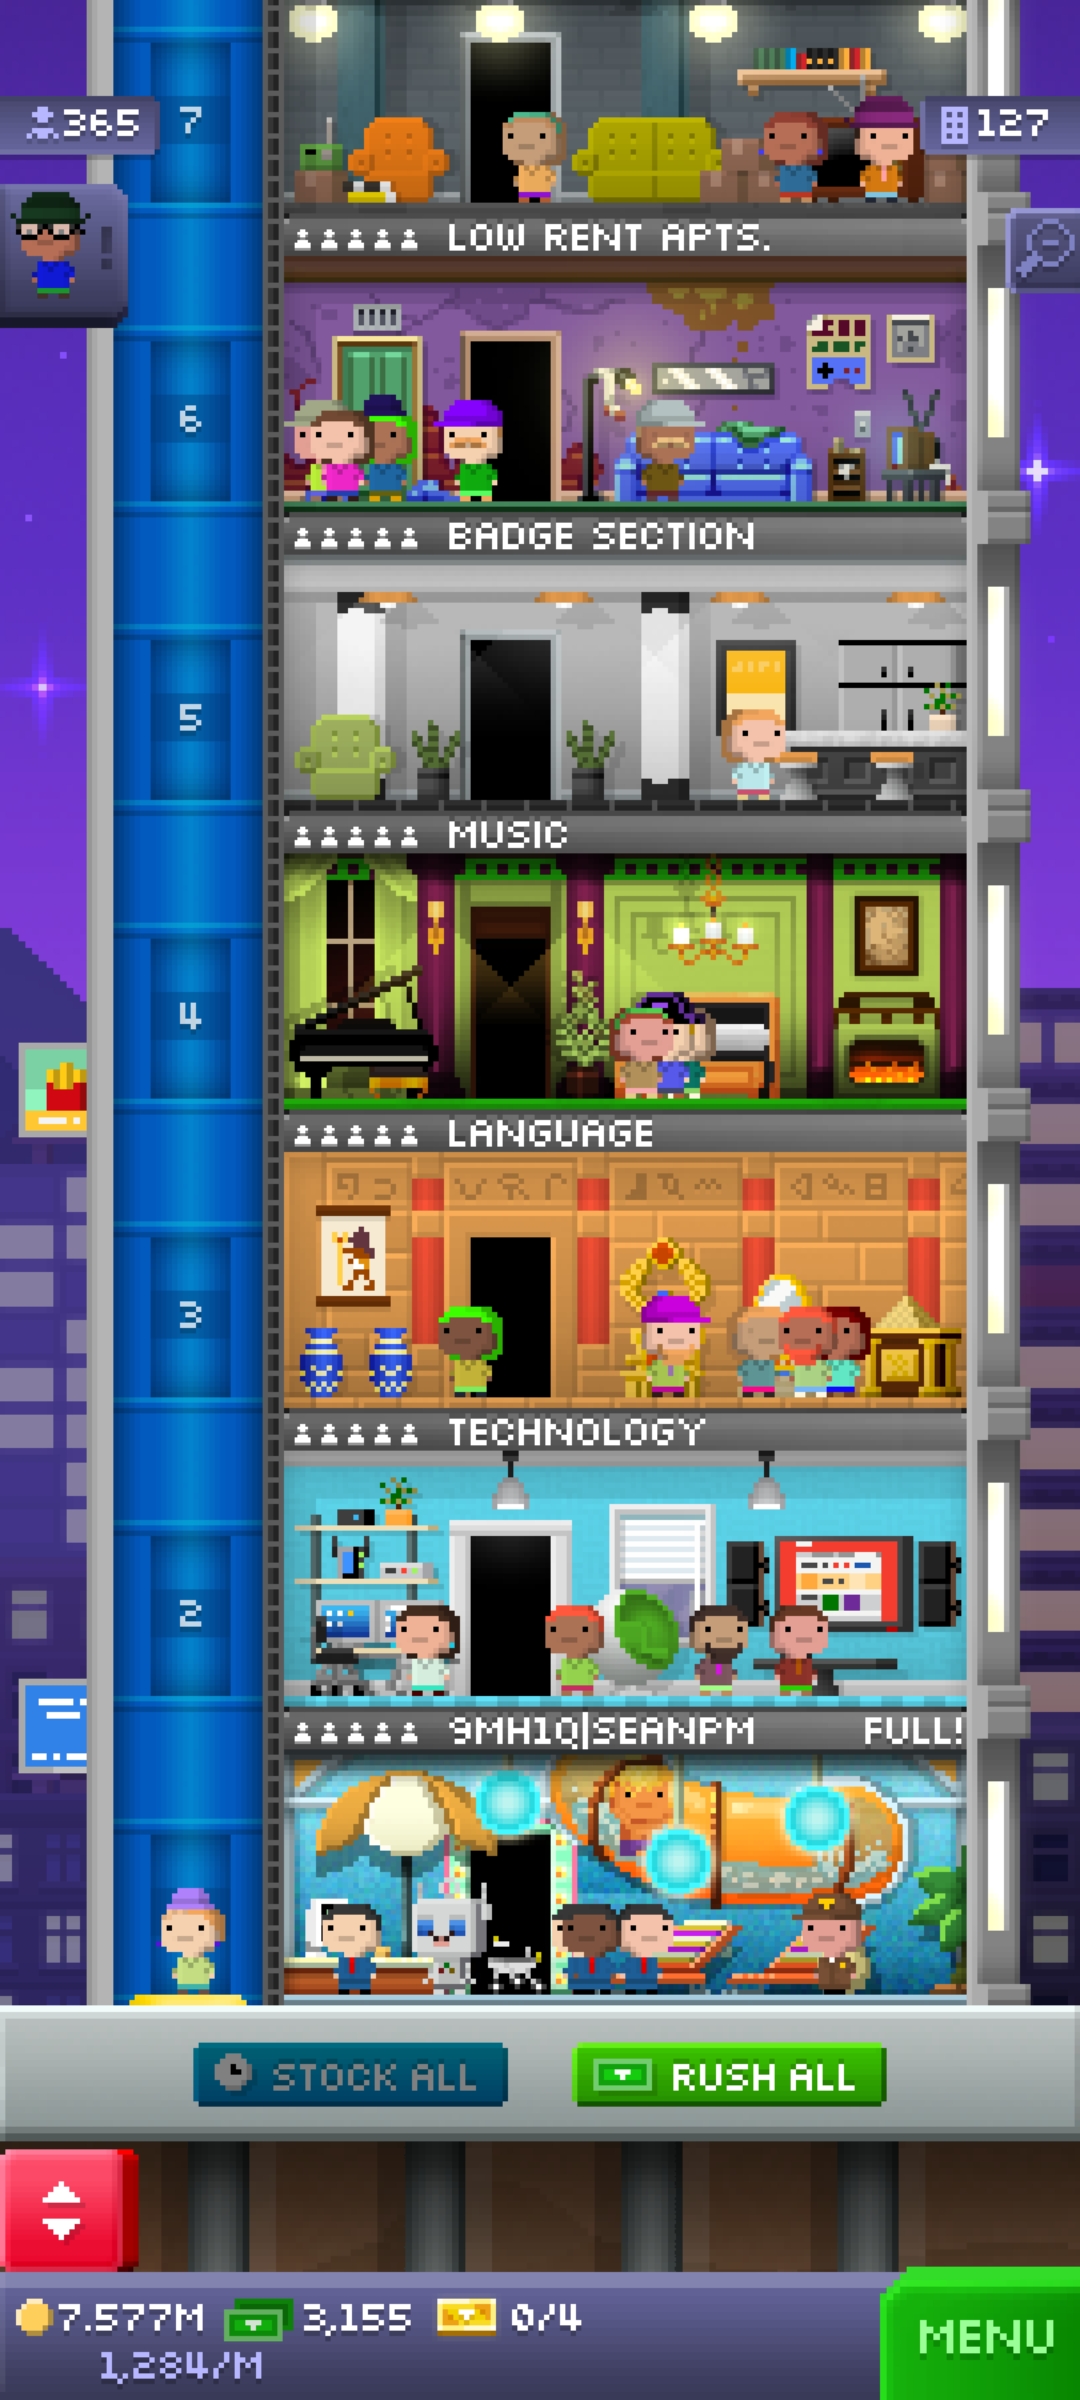 365
7
127
LOW RENT APTS.
6
BADGE SECTION
5
MUSIC
4
LANGUAGE
3
TECHNOLOGY
2
9MH1Q|SEANPM FULL!
STOCK ALL
RUSH ALL
7.577M
3,155
0/4
1,284/M
MENU